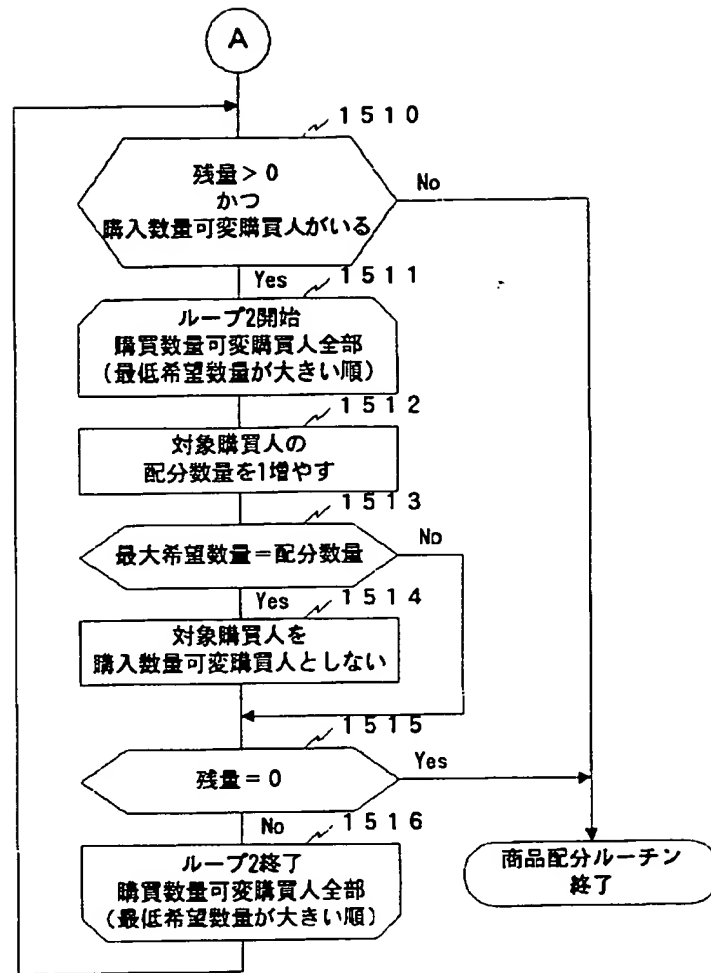 A
1510
残量>0
かつ
購入数量可変購買人がいる
No
Yes
1511
ループ2開始
購買数量可変購買人全部
(最低希望数量が大きい順)
1512
対象購買人の
配分数量を1増やす
1513
最大希望数量=配分数量
No
Yes
1514
対象購買人を
購入数量可変購買人としない
1515
残量=0
Yes
No
1516
ループ2終了
購買数量可変購買人全部
(最低希望数量が大きい順)
商品配分ルーチン
終了